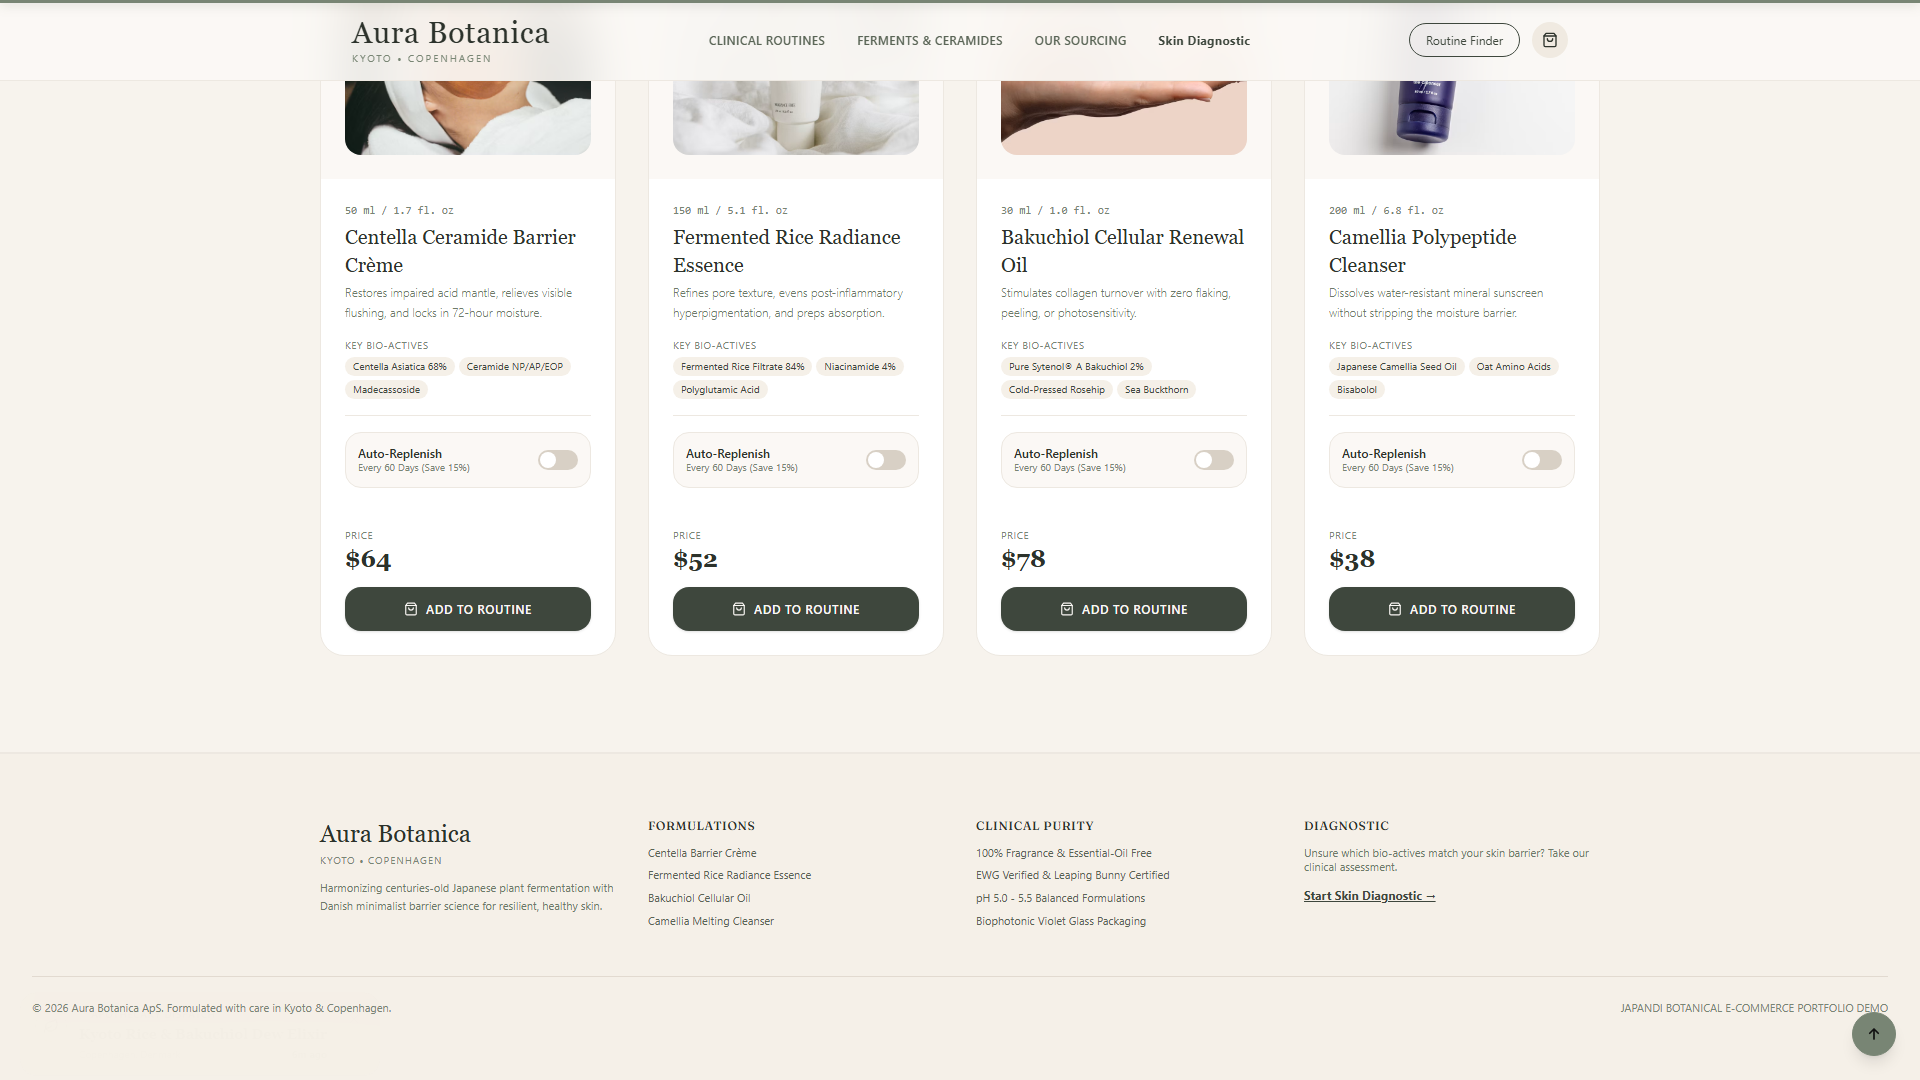 Aura Botanica
KYOTO • COPENHAGEN
CLINICAL ROUTINES
FERMENTS & CERAMIDES
OUR SOURCING
Skin Diagnostic
Routine Finder
50 ml / 1.7 fl. oz
Centella Ceramide Barrier
Crème
Restores impaired acid mantle, relieves visible
flushing, and locks in 72-hour moisture.
KEY BIO-ACTIVES
Centella Asiatica 68%
Ceramide NP/AP/EOP
Madecassoside
Auto-Replenish
Every 60 Days (Save 15%)
PRICE
$64
ADD TO ROUTINE
150 ml / 5.1 fl. oz
Fermented Rice Radiance
Essence
Refines pore texture, evens post-inflammatory
hyperpigmentation, and preps absorption.
KEY BIO-ACTIVES
Fermented Rice Filtrate 84%
Niacinamide 4%
Polyglutamic Acid
Auto-Replenish
Every 60 Days (Save 15%)
PRICE
$52
ADD TO ROUTINE
30 ml / 1.0 fl. oz
Bakuchiol Cellular Renewal
Oil
Stimulates collagen turnover with zero flaking,
peeling, or photosensitivity.
KEY BIO-ACTIVES
Pure Sytenol® A Bakuchiol 2%
Cold-Pressed Rosehip
Sea Buckthorn
Auto-Replenish
Every 60 Days (Save 15%)
PRICE
$78
ADD TO ROUTINE
200 ml / 6.8 fl. oz
Camellia Polypeptide
Cleanser
Dissolves water-resistant mineral sunscreen
without stripping the moisture barrier.
KEY BIO-ACTIVES
Japanese Camellia Seed Oil
Oat Amino Acids
Bisabolol
Auto-Replenish
Every 60 Days (Save 15%)
PRICE
$38
ADD TO ROUTINE
Aura Botanica
KYOTO • COPENHAGEN
Harmonizing centuries-old Japanese plant fermentation with
Danish minimalist barrier science for resilient, healthy skin.
FORMULATIONS
Centella Barrier Crème
Fermented Rice Radiance Essence
Bakuchiol Cellular Oil
Camellia Melting Cleanser
CLINICAL PURITY
100% Fragrance & Essential-Oil Free
EWG Verified & Leaping Bunny Certified
pH 5.0 - 5.5 Balanced Formulations
Biophotonic Violet Glass Packaging
DIAGNOSTIC
Unsure which bio-actives match your skin barrier? Take our
clinical assessment.
Start Skin Diagnostic →
© 2026 Aura Botanica ApS. Formulated with care in Kyoto & Copenhagen.
JAPANDI BOTANICAL E-COMMERCE PORTFOLIO DEMO